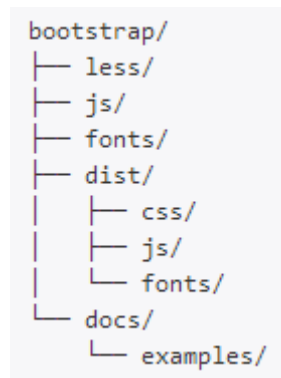 bootstrap/
├── less/
├── js/
├── fonts/
├── dist/
│   ├── css/
│   ├── js/
│   └── fonts/
└── docs/
    └── examples/